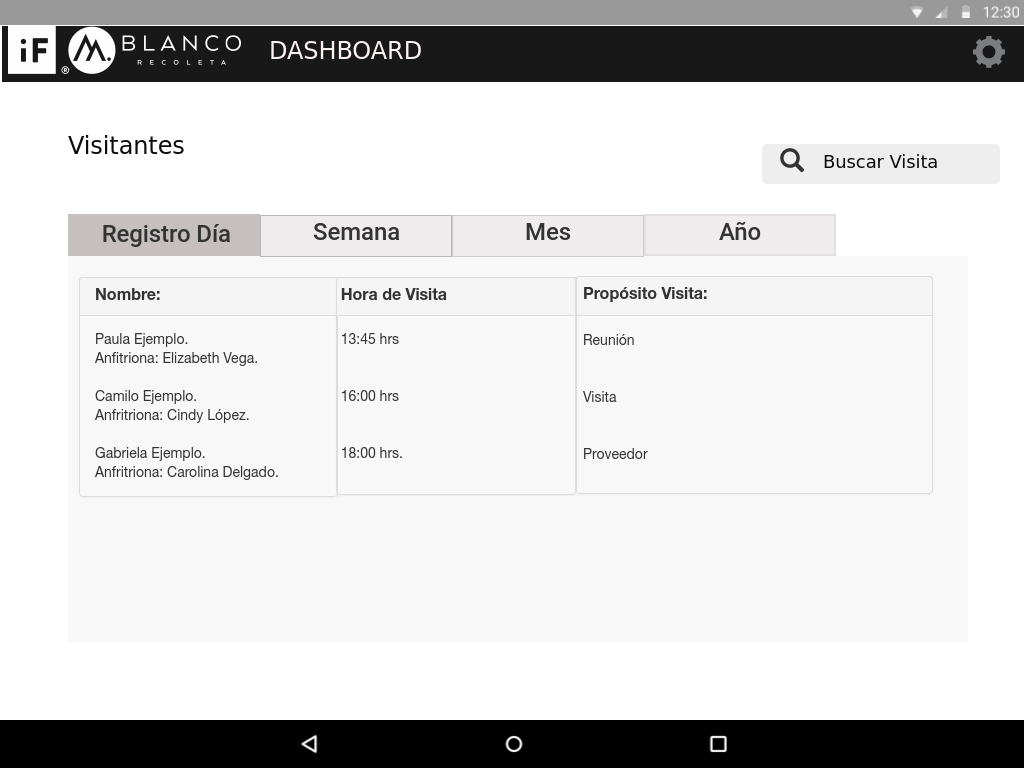 12:30
iF
®
M.
BLANCO
RECOLETA
DASHBOARD
Visitantes
Buscar Visita
Registro Día
Semana
Mes
Año
Nombre:
Hora de Visita
Propósito Visita:
Paula Ejemplo.
Anfitriona: Elizabeth Vega.
13:45 hrs
Reunión
Camilo Ejemplo.
Anfritriona: Cindy López.
16:00 hrs
Visita
Gabriela Ejemplo.
Anfritriona: Carolina Delgado.
18:00 hrs.
Proveedor